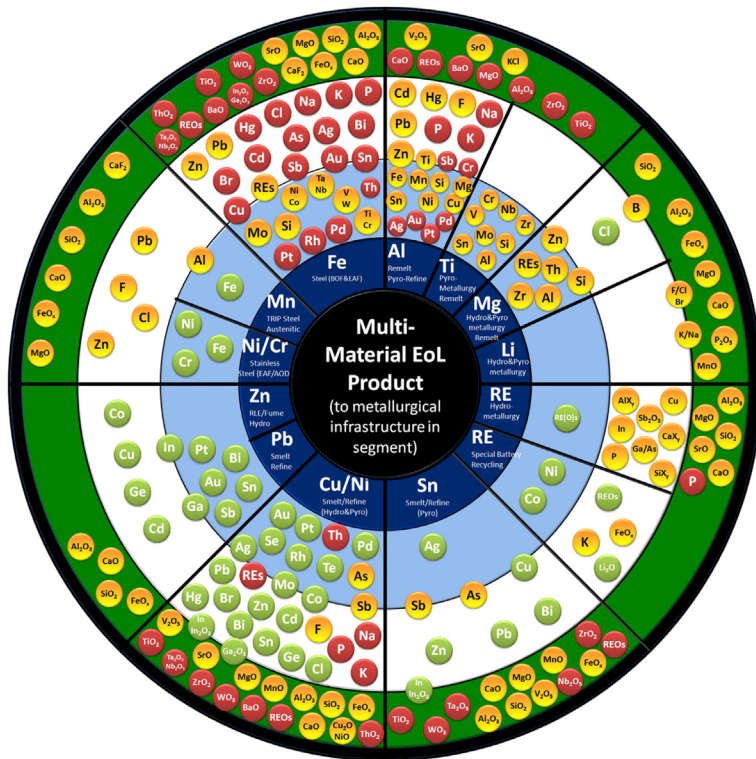 Multi-
Material EoL
Product
(to metallurgical
infrastructure in
segment)
Fe
Steel (BOF&EAF)
Al
Remelt
Pyro-Refine
Ti
Pyro-
Metallurgy
Remelt
Mg
Hydro&Pyro
metallurgy
Remelt
Li
Hydro&Pyro
metallurgy
RE
Hydro-
metallurgy
RE
Special Battery
Recycling
Sn
Smelt/Refine
(Pyro)
Cu/Ni
Smelt/Refine
(Hydro&Pyro)
Pb
Smelt
Refine
Zn
RLE/Fume
Hydro
Ni/Cr
Stainless
Steel (EAF/AOD
Mn
TRIP Steel
Austenitic
ThO₂
Ta₂O₅
Nb₂O₅
TiO₂
REOs
WO₃
BaO
In₂O₃
Ga₂O₃
ZrO₂
SrO
MgO
CaF₂
SiO₂
FeOₓ
Al₂O₃
CaO
Zn
Pb
Br
Cu
Hg
Cd
Cl
Na
K
P
As
Ag
Bi
Sb
Au
Sn
REs
Ni
Co
Ta
Nb
V
W
Th
Mo
Si
Pt
Rh
Pd
Ti
Cr
V₂O₅
CaO
REOs
SrO
BaO
KCl
MgO
Al₂O₃
ZrO₂
TiO₂
Cd
Hg
F
Na
Pb
P
K
Zn
Ti
Sb
Cr
Fe
Mn
Si
Mg
Sn
Ni
Cu
Ag
Au
Pt
Pd
Cr
Nb
V
Zr
Mo
Sn
Si
Al
Zn
REs
Th
Si
Zr
Al
SiO₂
B
Cl
Al₂O₃
FeOₓ
MgO
CaO
P₂O₅
MnO
F/Cl
Br
K/Na
RE(O)s
AlXᵧ
Cu
Sb₂O₃
In
CaXᵧ
Ga/As
P
SiXᵧ
Al₂O₃
MgO
SiO₂
SrO
CaO
P
Ni
Co
REOs
K
FeOₓ
Li₂O
Ag
Cu
Sb
As
Bi
Pb
Zn
In
In₂O₃
TiO₂
WO₃
Ta₂O₅
Al₂O₃
CaO
SiO₂
MgO
V₂O₅
MnO
Nb₂O₅
FeOₓ
ZrO₂
REOs
Au
Pt
Th
Pd
Ag
Se
Rh
Te
As
Pb
REs
Mo
Co
Sb
Hg
Br
Zn
Cd
F
Na
Bi
Sn
P
Ge
Cl
K
V₂O₅
In
In₂O₃
Ga₂O₃
TiO₂
Ta₂O₅
Nb₂O₅
SrO
ZrO₂
MgO
WO₃
MnO
BaO
Al₂O₃
REOs
SiO₂
CaO
FeOₓ
Cu₂O
NiO
ThO₂
Co
Cu
Ge
Cd
In
Pt
Bi
Au
Sn
Ga
Sb
Al₂O₃
CaO
SiO₂
FeOₓ
Ni
Cr
Fe
Fe
Al
Pb
F
Cl
Zn
CaF₂
Al₂O₃
SiO₂
CaO
FeOₓ
MgO